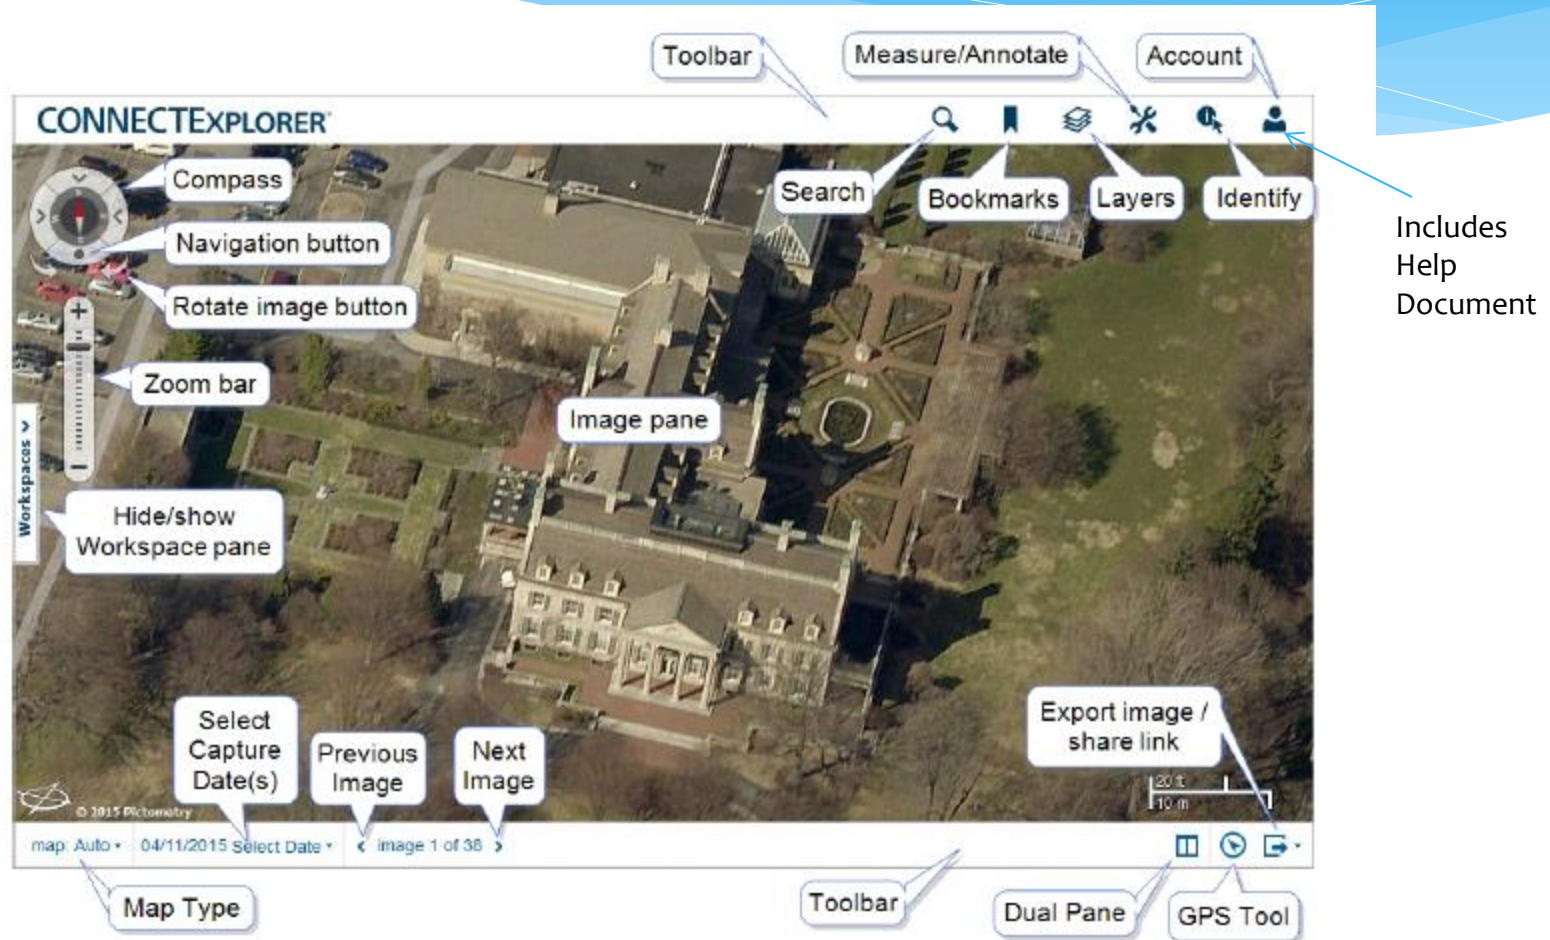 Toolbar
Measure/Annotate
Account
CONNECTEXPLORER
Compass
Search
Bookmarks
Layers
Identify
Navigation button
Includes
Help
Document
Rotate image button
Zoom bar
Image pane
Workspaces
Hide/show
Workspace pane
Select
Capture
Date(s)
Previous
Image
Next
Image
Export image /
share link
20 ft
10 m
© 2015 Pictometry
map: Auto
04/11/2015 Select Date
image 1 of 38
Map Type
Toolbar
Dual Pane
GPS Tool